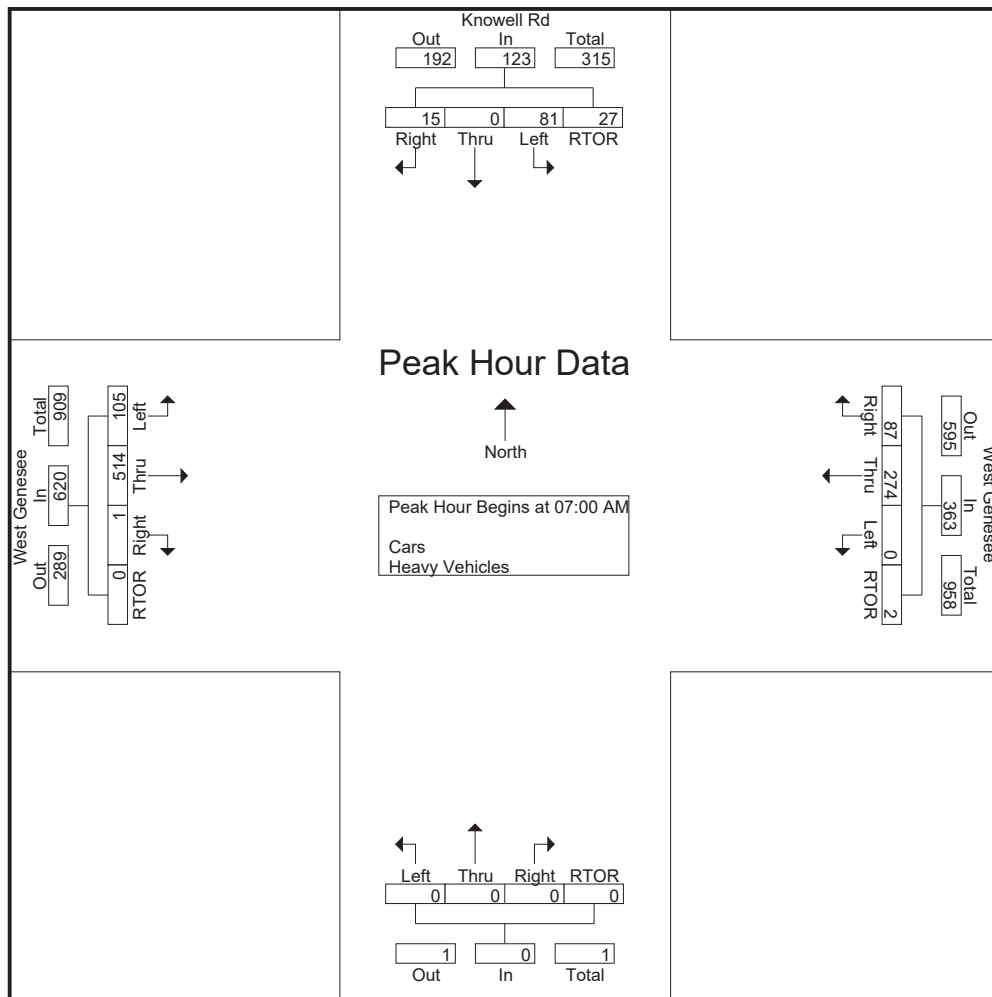 Knowell Rd
Out In Total
192 123 315
15 0 81 27
Right Thru Left RTOR
Peak Hour Data
North
Peak Hour Begins at 07:00 AM
Cars
Heavy Vehicles
West Genesee
Total In Out
909 620 289
105 514 1 0
Left Thru Right RTOR
West Genesee
Out In Total
595 363 958
87 274 0 2
Right Thru Left RTOR
Left Thru Right RTOR
0 0 0 0
1 0 1
Out In Total